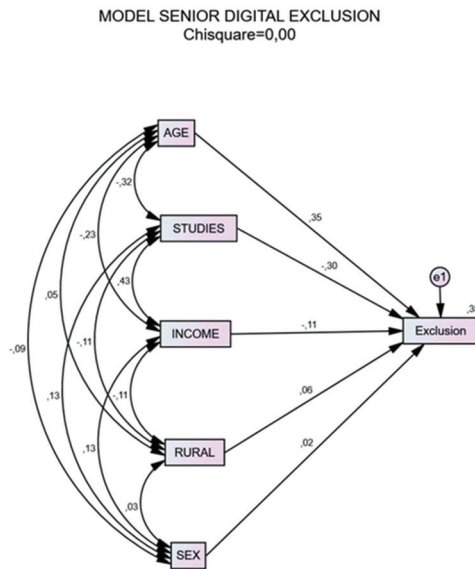 MODEL SENIOR DIGITAL EXCLUSION
Chisquare=0,00
AGE
-,32
,35
STUDIES
-,23
-,30
e1
,43
,05
INCOME
-,11
Exclusion
-,09
-,11
,13
-,11
,06
,13
RURAL
,02
,03
SEX